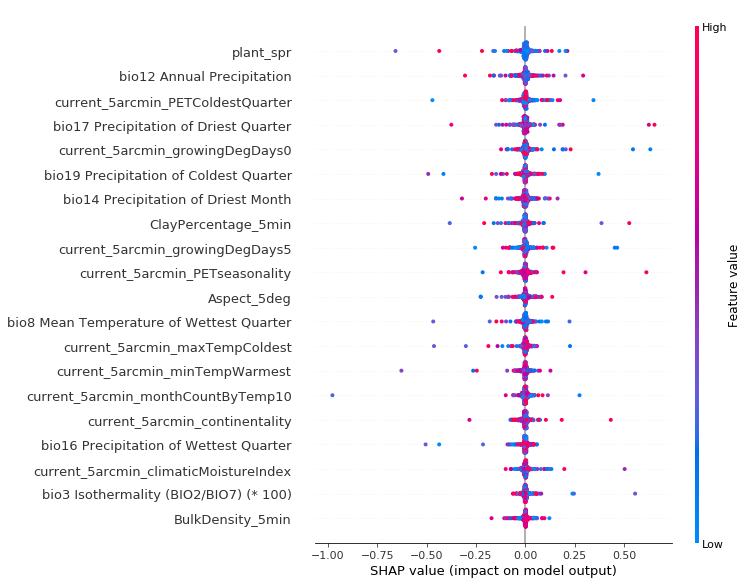 High
plant_spr
bio12 Annual Precipitation
current_5arcmin_PETColdestQuarter
bio17 Precipitation of Driest Quarter
current_5arcmin_growingDegDays0
bio19 Precipitation of Coldest Quarter
bio14 Precipitation of Driest Month
ClayPercentage_5min
current_5arcmin_growingDegDays5
current_5arcmin_PETseasonality
Aspect_5deg
bio8 Mean Temperature of Wettest Quarter
current_5arcmin_maxTempColdest
current_5arcmin_minTempWarmest
current_5arcmin_monthCountByTemp10
current_5arcmin_continentality
bio16 Precipitation of Wettest Quarter
current_5arcmin_climaticMoistureIndex
bio3 Isothermality (BIO2/BIO7) (* 100)
BulkDensity_5min
Feature value
Low
−1.00 −0.75 −0.50 −0.25 0.00 0.25 0.50
SHAP value (impact on model output)